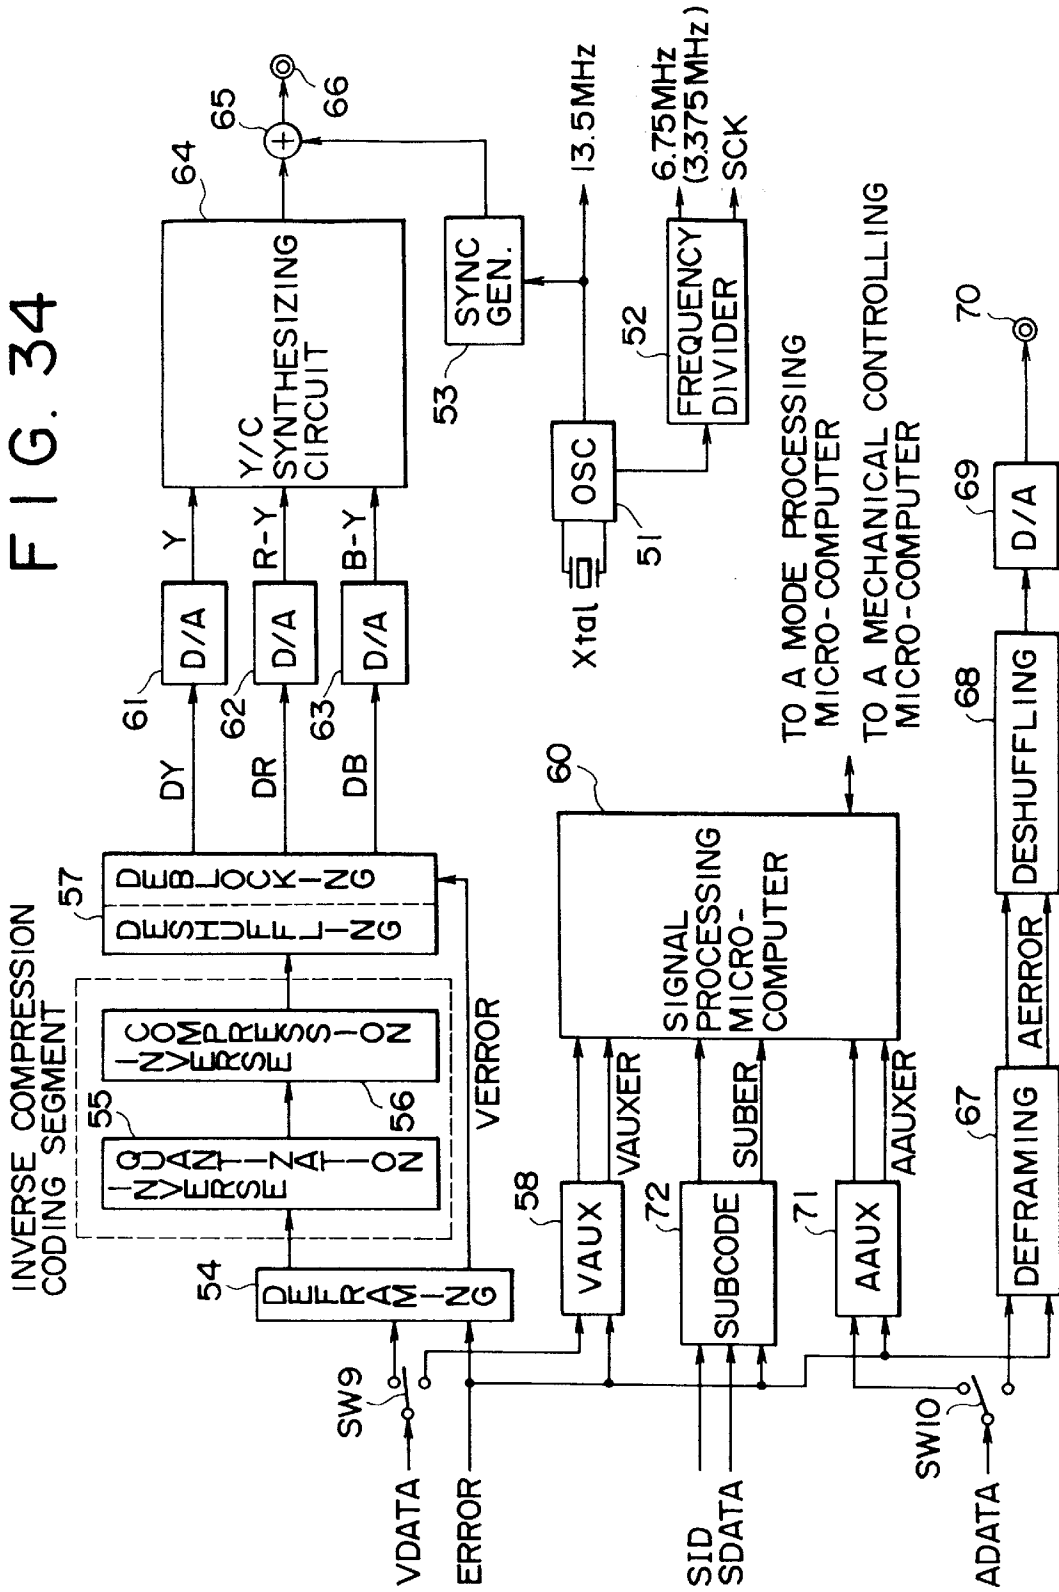 FIG. 34
INVERSE COMPRESSION
CODING SEGMENT
54
DEFRAMING
55
INVERSE
QUANTIZATION
56
INVERSE
COMPRESSION
57
DESHUFFLING
DEBLOCKING
DY
DR
DB
61
D/A
62
D/A
63
D/A
Y
R-Y
B-Y
64
Y/C
SYNTHESIZING
CIRCUIT
65
+
66
53
SYNC
GEN.
Xtal
OSC
51
13.5MHz
52
FREQUENCY
DIVIDER
6.75MHz
(3.375MHz)
SCK
VDATA
SW9
ERROR
VERROR
58
VAUX
VAUXER
SID
SDATA
72
SUBCODE
SUBER
71
AAUX
AAUXER
60
SIGNAL
PROCESSING
MICRO-
COMPUTER
TO A MODE PROCESSING
MICRO-COMPUTER
TO A MECHANICAL CONTROLLING
MICRO-COMPUTER
ADATA
SW10
67
DEFRAMING
AERROR
68
DESHUFFLING
69
D/A
70